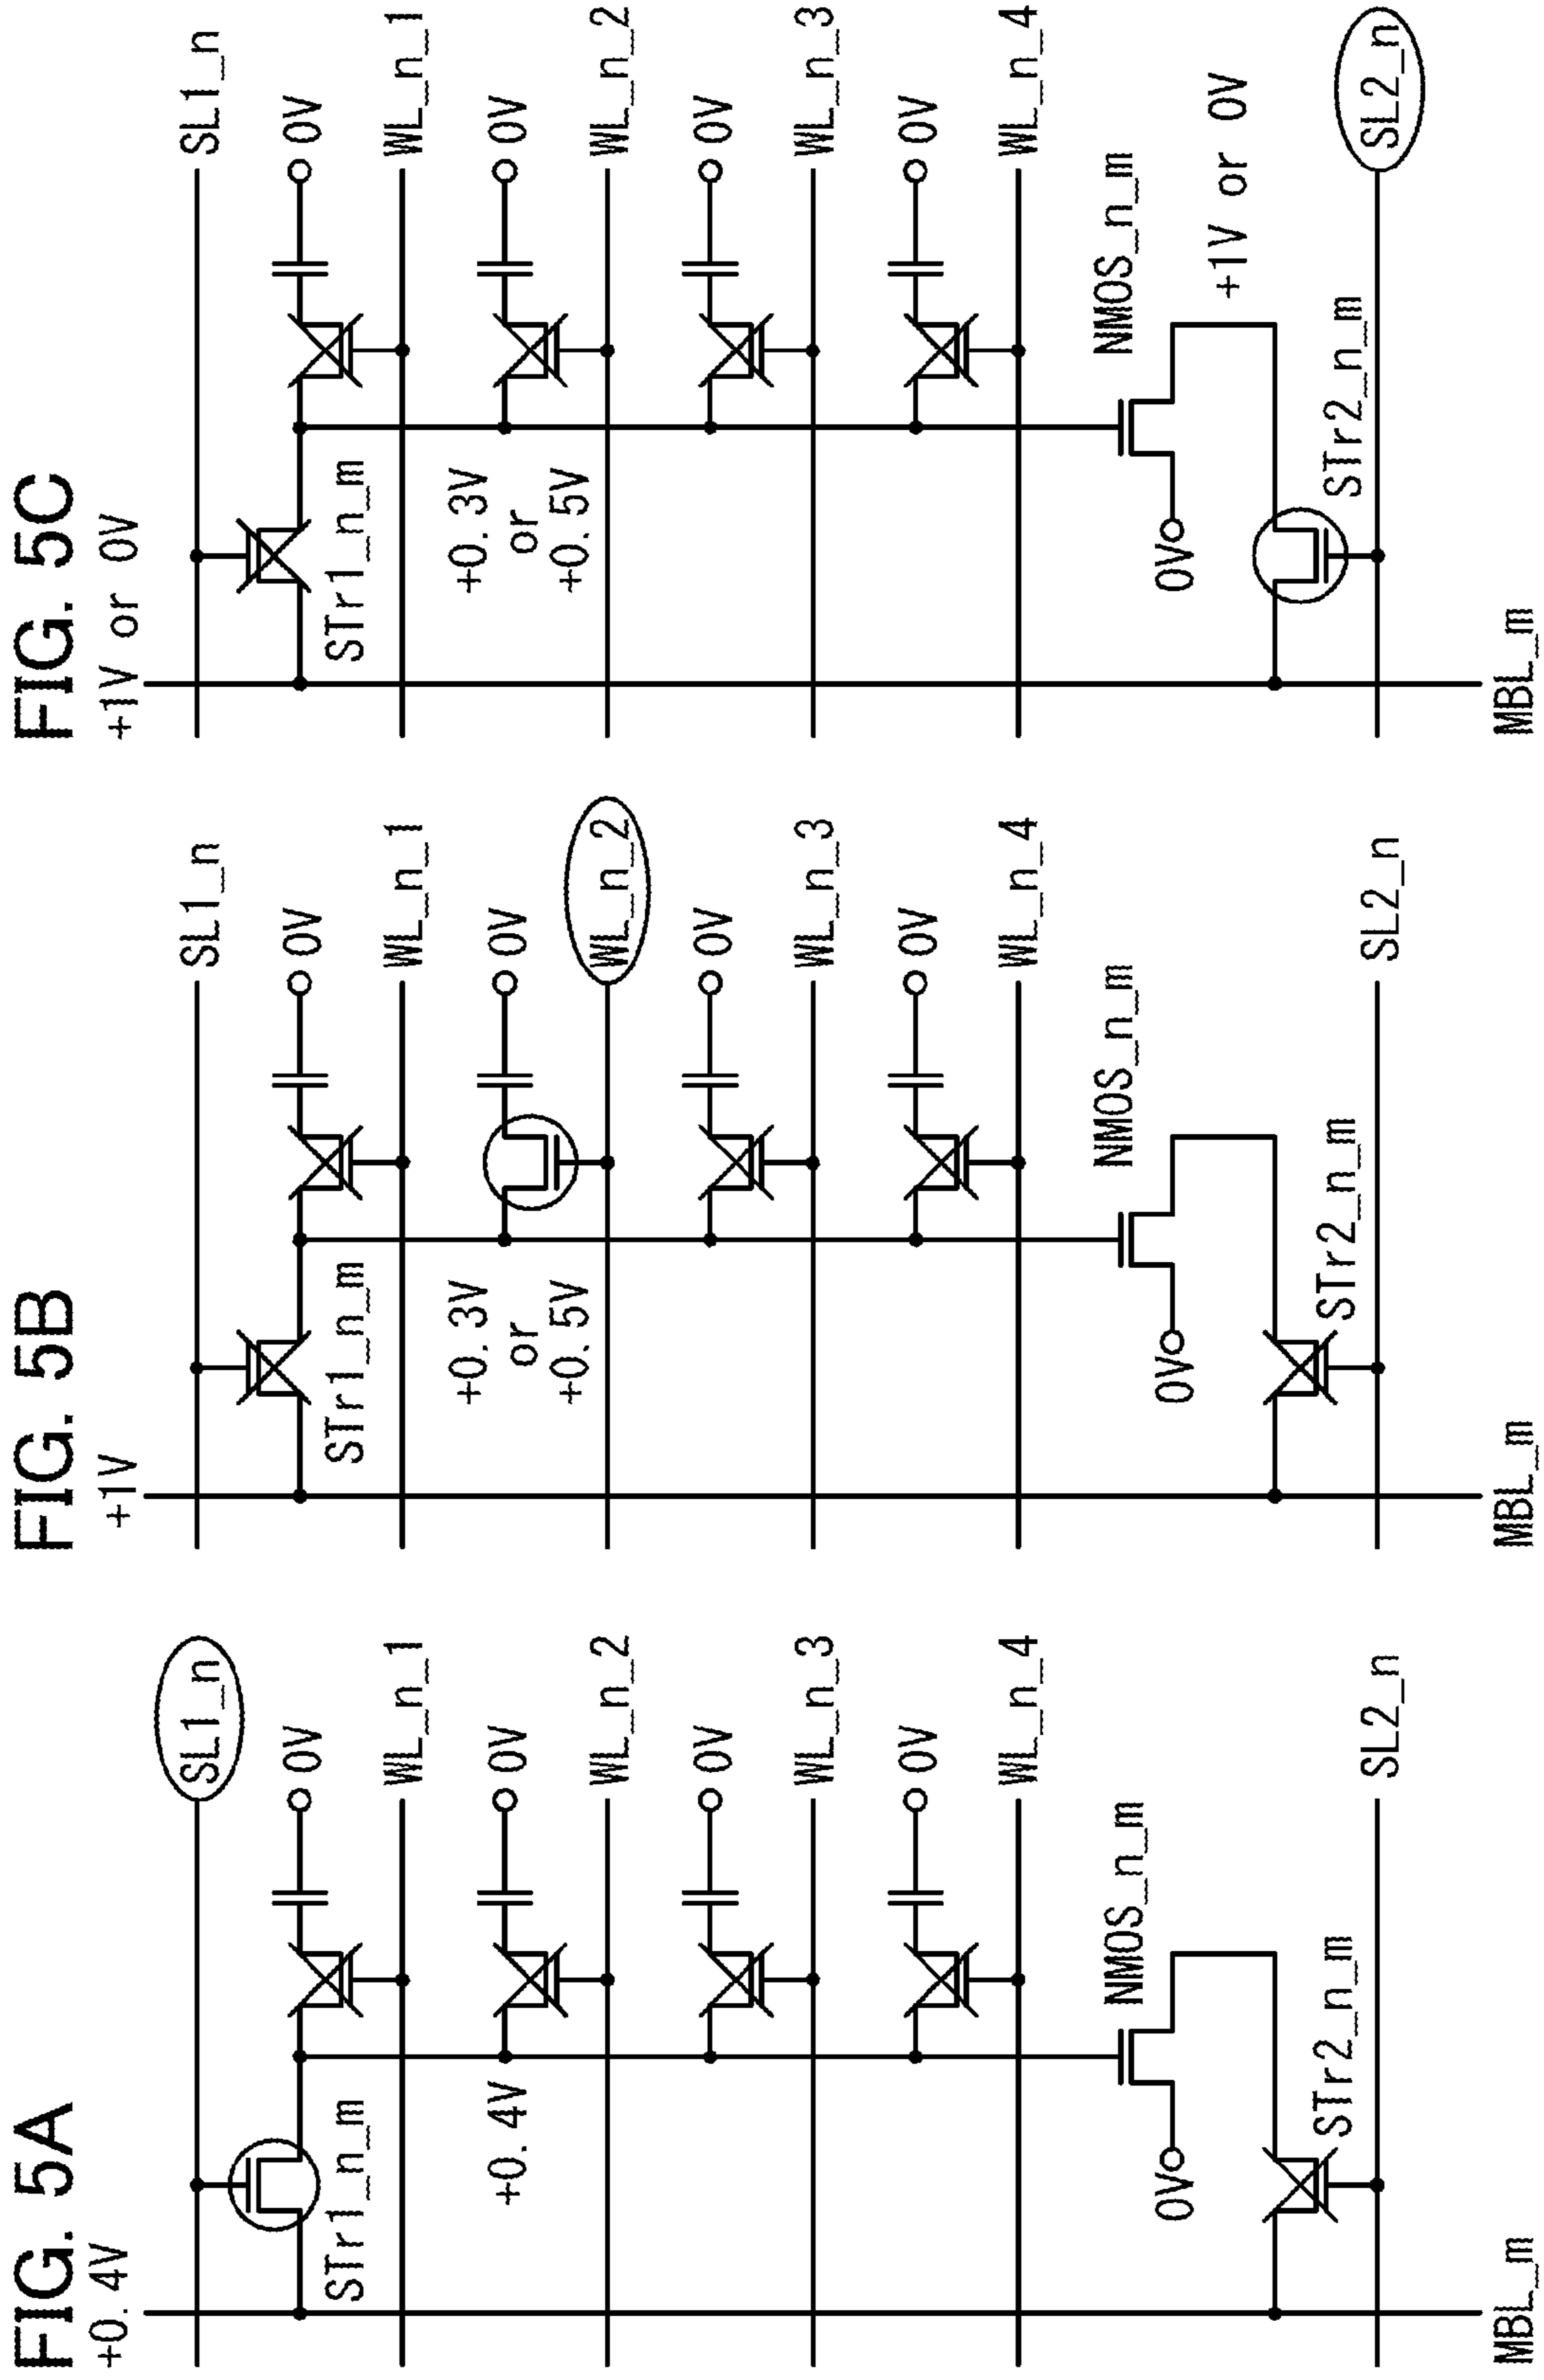 FIG. 5A
+0. 4V
SL1_n
STr1_n_m
0V
WL_n_1
+0. 4V
0V
WL_n_2
0V
WL_n_3
0V
WL_n_4
NMOS_n_m
0V
STr2_n_m
SL2_n
MBL_m
FIG. 5B
+1V
SL1_n
STr1_n_m
0V
WL_n_1
+0. 3V
or
+0. 5V
0V
WL_n_2
0V
WL_n_3
0V
WL_n_4
NMOS_n_m
0V
STr2_n_m
SL2_n
MBL_m
FIG. 5C
+1V or 0V
SL1_n
STr1_n_m
0V
WL_n_1
+0. 3V
or
+0. 5V
0V
WL_n_2
0V
WL_n_3
0V
WL_n_4
NMOS_n_m
0V
+1V or 0V
STr2_n_m
SL2_n
MBL_m